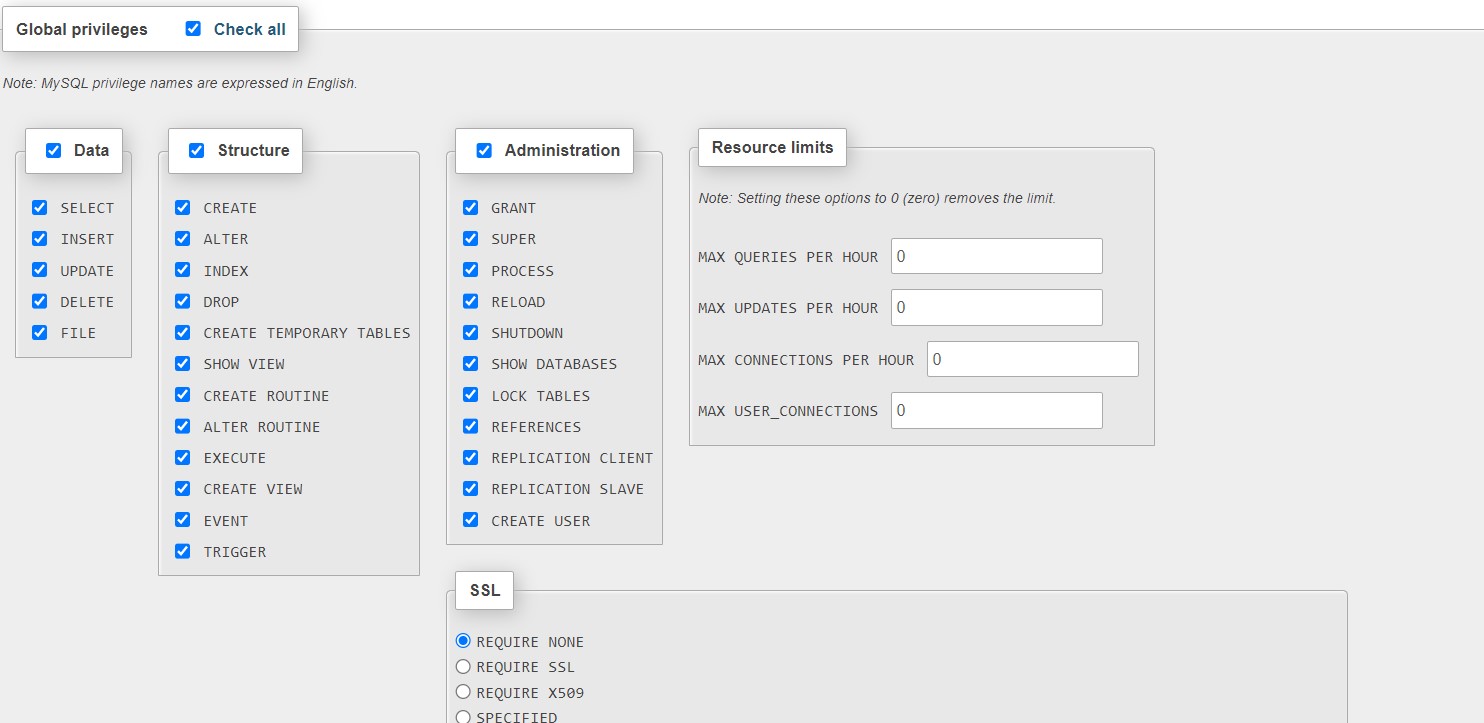 Global privileges Check all
Note: MySQL privilege names are expressed in English.
Data
SELECT
INSERT
UPDATE
DELETE
FILE
Structure
CREATE
ALTER
INDEX
DROP
CREATE TEMPORARY TABLES
SHOW VIEW
CREATE ROUTINE
ALTER ROUTINE
EXECUTE
CREATE VIEW
EVENT
TRIGGER
Administration
GRANT
SUPER
PROCESS
RELOAD
SHUTDOWN
SHOW DATABASES
LOCK TABLES
REFERENCES
REPLICATION CLIENT
REPLICATION SLAVE
CREATE USER
Resource limits
Note: Setting these options to 0 (zero) removes the limit.
MAX QUERIES PER HOUR 0
MAX UPDATES PER HOUR 0
MAX CONNECTIONS PER HOUR 0
MAX USER_CONNECTIONS 0
SSL
REQUIRE NONE
REQUIRE SSL
REQUIRE X509
SPECIFIED